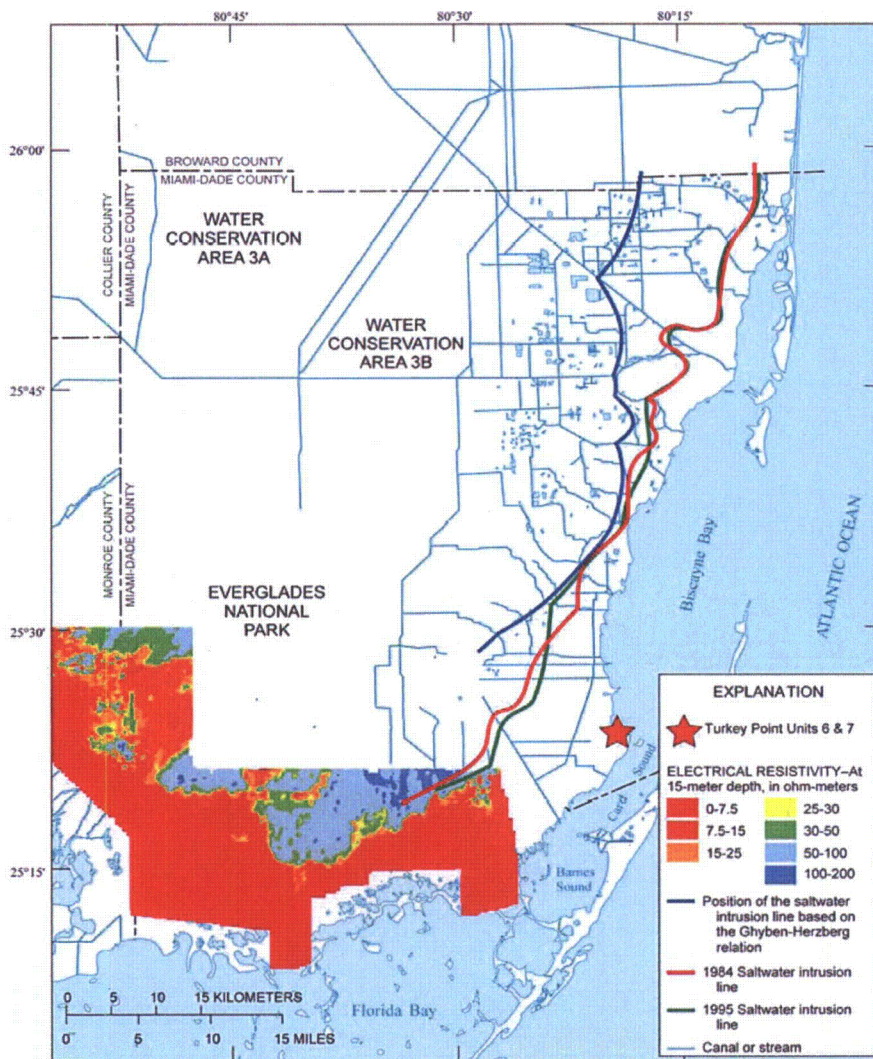 80°45'
80°30'
80°15'
26°00'
BROWARD COUNTY
MIAMI-DADE COUNTY
COLLIER COUNTY
MIAMI-DADE COUNTY
WATER
CONSERVATION
AREA 3A
WATER
CONSERVATION
AREA 3B
25°45'
MONROE COUNTY
MIAMI-DADE COUNTY
Biscayne Bay
ATLANTIC OCEAN
EVERGLADES
NATIONAL
PARK
25°30'
25°15'
Card Sound
Barnes
Sound
Florida Bay
0 5 10 15 KILOMETERS
0 5 10 15 MILES
EXPLANATION
Turkey Point Units 6 & 7
ELECTRICAL RESISTIVITY–At
15-meter depth, in ohm-meters
0-7.5
7.5-15
15-25
25-30
30-50
50-100
100-200
Position of the saltwater
intrusion line based on
the Ghyben-Herzberg
relation
1984 Saltwater intrusion
line
1995 Saltwater intrusion
line
Canal or stream